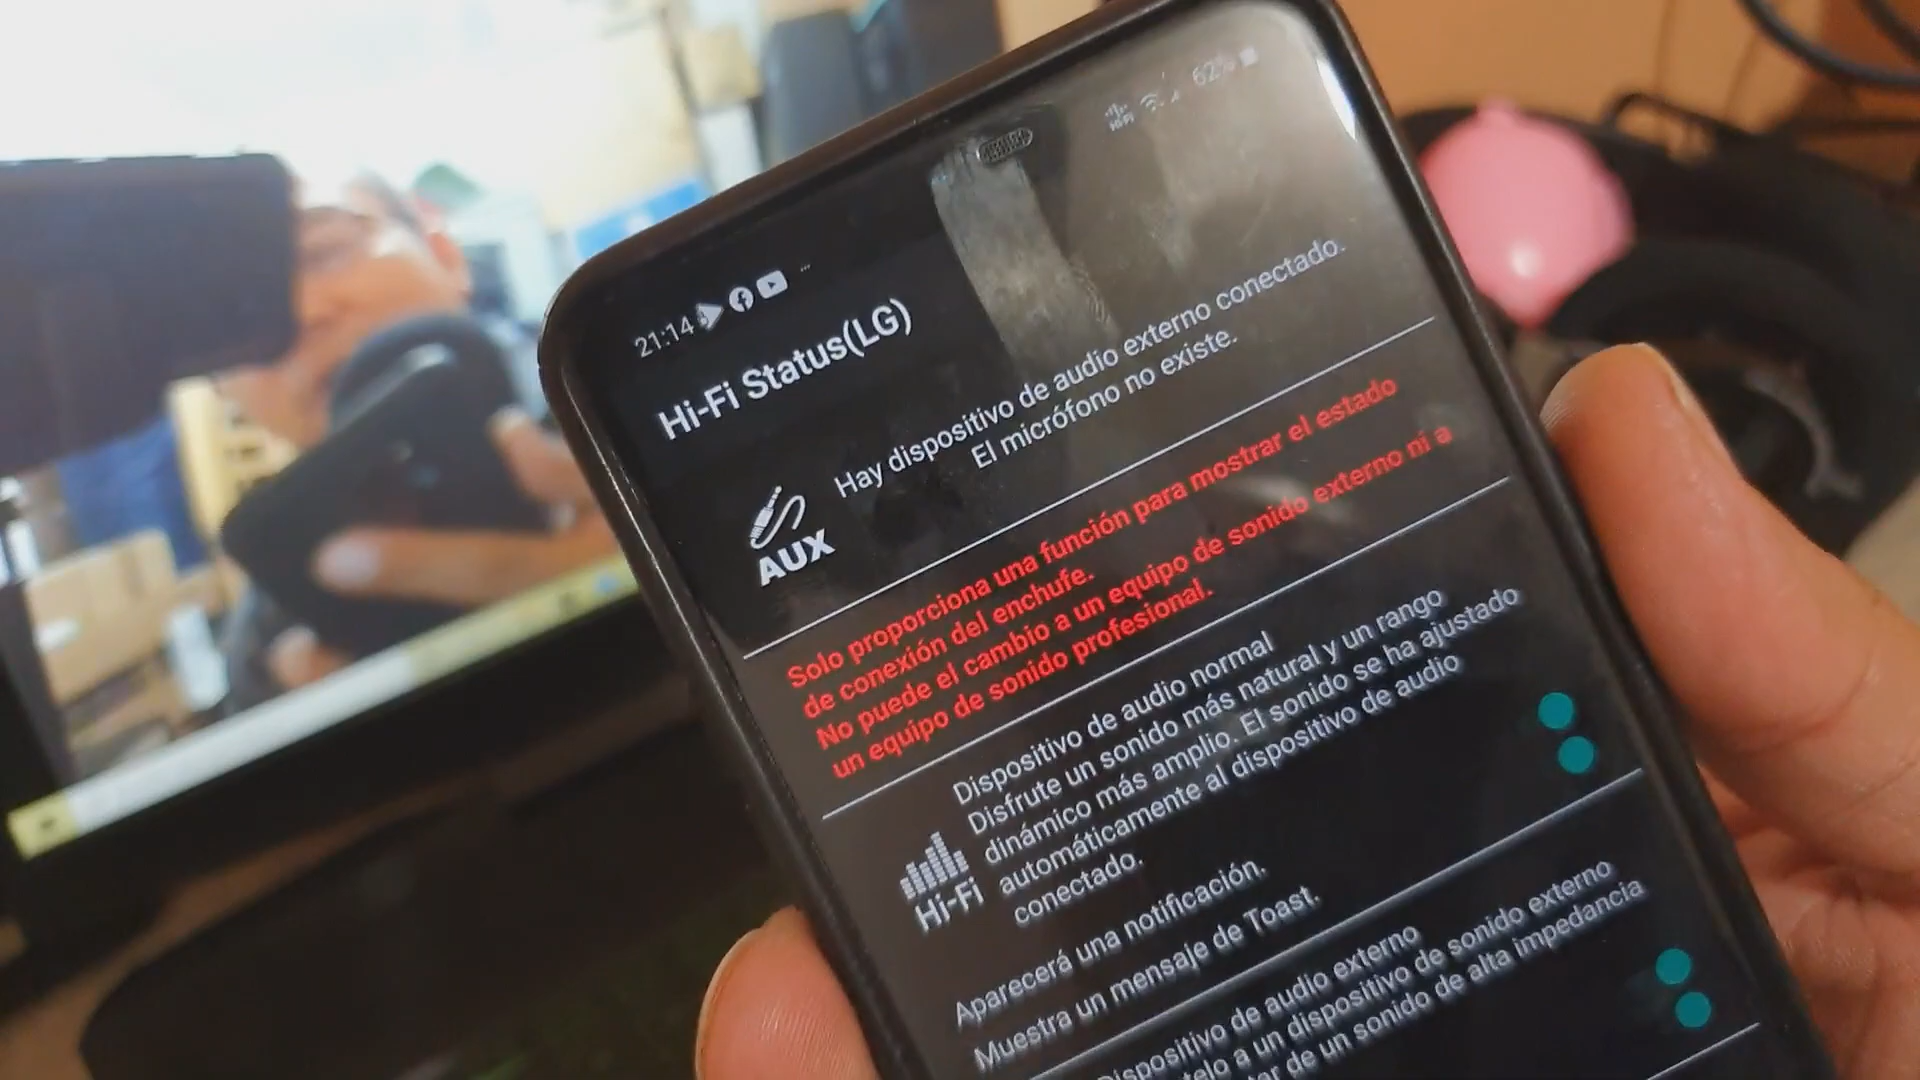 21:14
62%
Hi-Fi
Hi-Fi Status(LG)
Hay dispositivo de audio externo conectado.
El micrófono no existe.
AUX
Solo proporciona una función para mostrar el estado
de conexión del enchufe.
No puede el cambio a un equipo de sonido externo ni a
un equipo de sonido profesional.
Dispositivo de audio normal
Disfrute un sonido más natural y un rango
dinámico más amplio. El sonido se ha ajustado
automáticamente al dispositivo de audio
conectado.
Hi-Fi
Aparecerá una notificación.
Muestra un mensaje de Toast.
Dispositivo de audio externo
a un dispositivo de sonido externo
de un sonido de alta impedancia